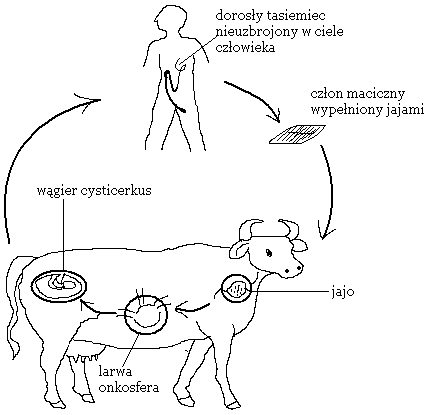 dorosły tasiemiec
nieuzbrojony w ciele
człowieka
człon maciczny
wypełniony jajami
wągier cysticerkus
jajo
larwa
onkosfera